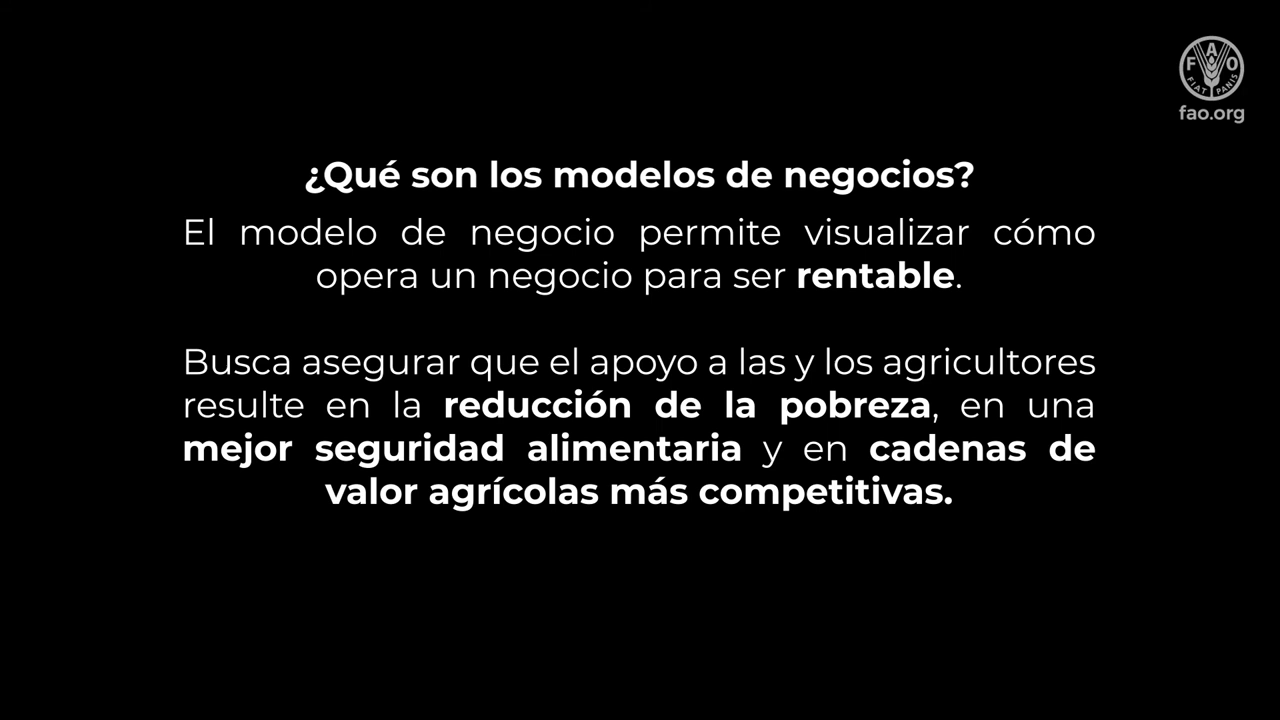 FAO
FIAT PANIS
fao.org
¿Qué son los modelos de negocios?
El modelo de negocio permite visualizar cómo
opera un negocio para ser rentable.
Busca asegurar que el apoyo a las y los agricultores
resulte en la reducción de la pobreza, en una
mejor seguridad alimentaria y en cadenas de
valor agrícolas más competitivas.